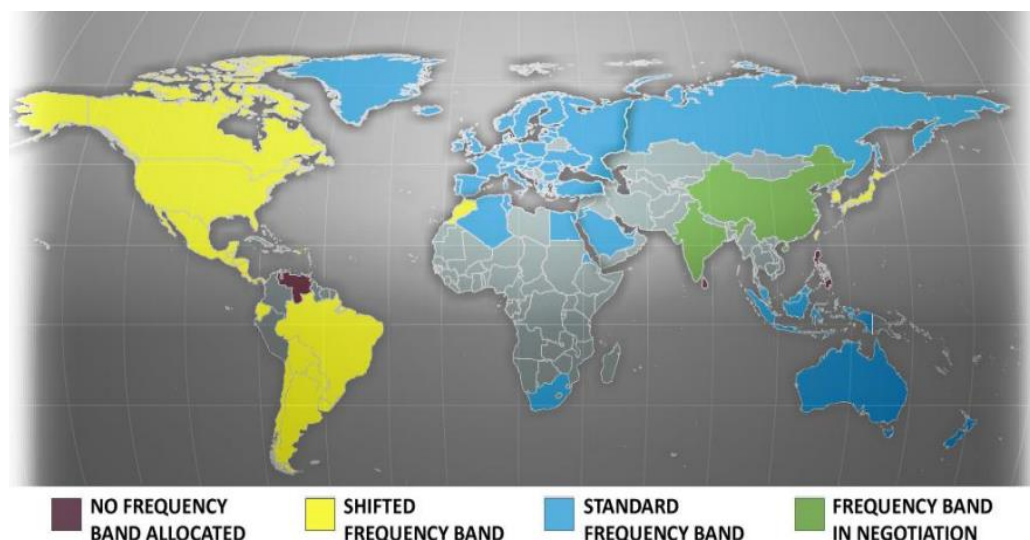 NO FREQUENCY
BAND ALLOCATED
SHIFTED
FREQUENCY BAND
STANDARD
FREQUENCY BAND
FREQUENCY BAND
IN NEGOTIATION